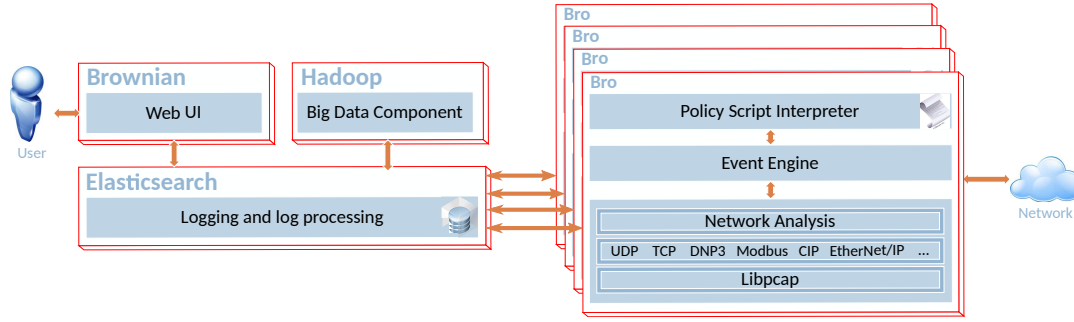 User
Brownian
Web UI
Hadoop
Big Data Component
Elasticsearch
Logging and log processing
Bro
Bro
Bro
Bro
Policy Script Interpreter
Event Engine
Network Analysis
UDP TCP DNP3 Modbus CIP EtherNet/IP ...
Libpcap
Network